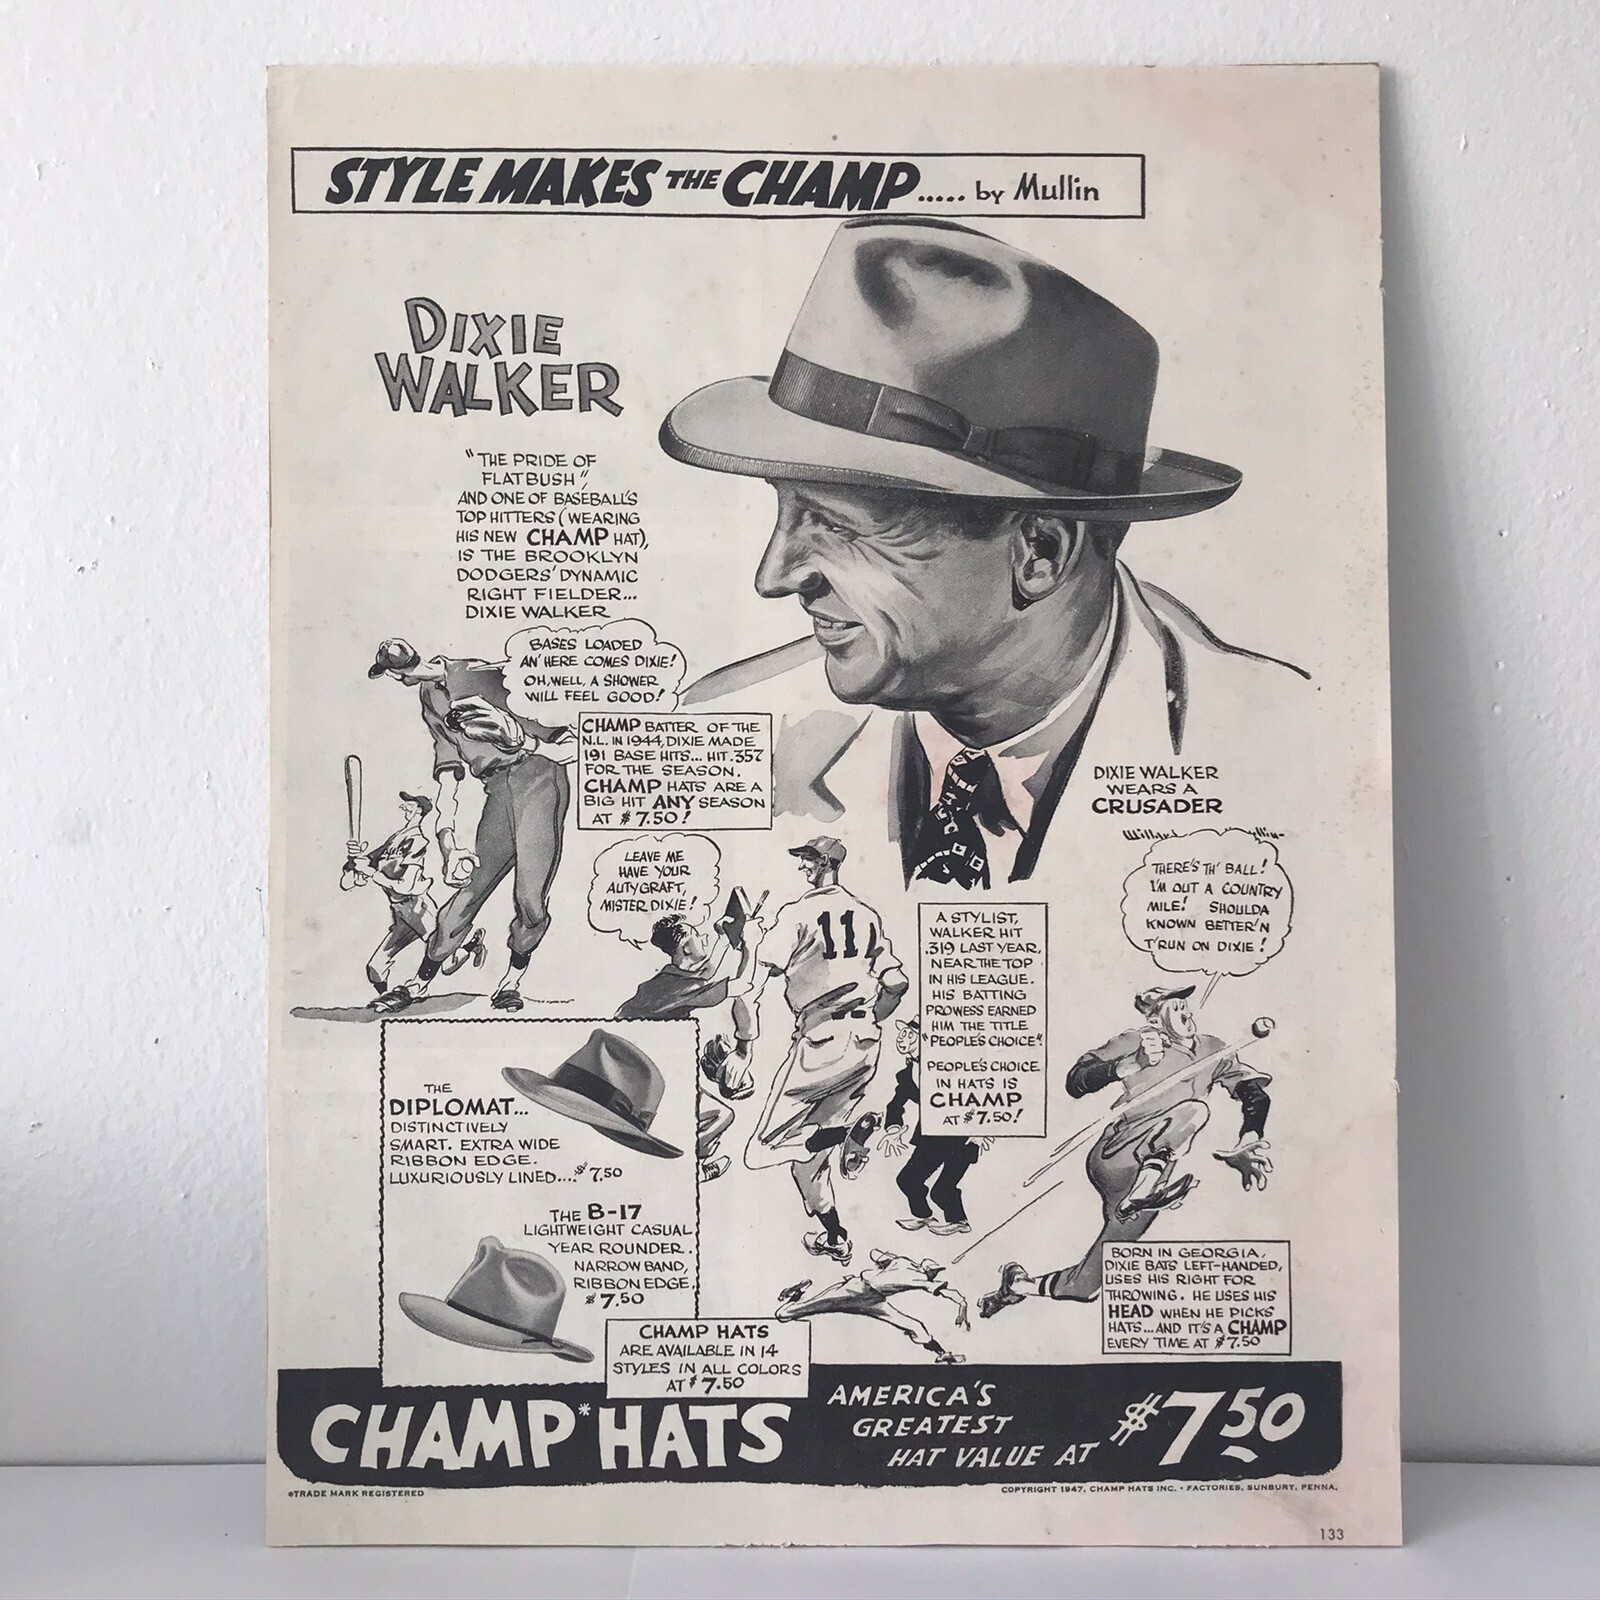 STYLE MAKES THE CHAMP..... by Mullin
DIXIE
WALKER
"THE PRIDE OF
FLATBUSH",
AND ONE OF BASEBALL'S
TOP HITTERS (WEARING
HIS NEW CHAMP HAT),
IS THE BROOKLYN
DODGERS' DYNAMIC
RIGHT FIELDER...
DIXIE WALKER
BASES LOADED
AN' HERE COMES DIXIE!
OH, WELL, A SHOWER
WILL FEEL GOOD!
CHAMP BATTER OF THE
N.L. IN 1944, DIXIE MADE
191 BASE HITS... HIT .357
FOR THE SEASON.
CHAMP HATS ARE A
BIG HIT ANY SEASON
AT $7.50!
DIXIE WALKER
WEARS A
CRUSADER
LEAVE ME
HAVE YOUR
AUTYGRAFT,
MISTER DIXIE!
11
A STYLIST,
WALKER HIT
.319 LAST YEAR,
NEAR THE TOP
IN HIS LEAGUE.
HIS BATTING
PROWESS EARNED
HIM THE TITLE
"PEOPLE'S CHOICE".
PEOPLE'S CHOICE
IN HATS IS
CHAMP
AT $7.50!
THERE'S TH' BALL!
I'M OUT A COUNTRY
MILE! SHOULDA
KNOWN BETTER'N
T'RUN ON DIXIE!
THE
DIPLOMAT...
DISTINCTIVELY
SMART. EXTRA WIDE
RIBBON EDGE.
LUXURIOUSLY LINED....$7.50
THE B-17
LIGHTWEIGHT CASUAL
YEAR ROUNDER.
NARROW BAND,
RIBBON EDGE.
$7.50
BORN IN GEORGIA,
DIXIE BATS LEFT-HANDED,
USES HIS RIGHT FOR
THROWING. HE USES HIS
HEAD WHEN HE PICKS
HATS...AND IT'S A CHAMP
EVERY TIME AT $7.50
CHAMP HATS
ARE AVAILABLE IN 14
STYLES IN ALL COLORS
AT $7.50
CHAMP* HATS
AMERICA'S
GREATEST
HAT VALUE AT
$7.50
*TRADE MARK REGISTERED
COPYRIGHT 1947, CHAMP HATS INC. • FACTORIES, SUNBURY, PENNA.
133